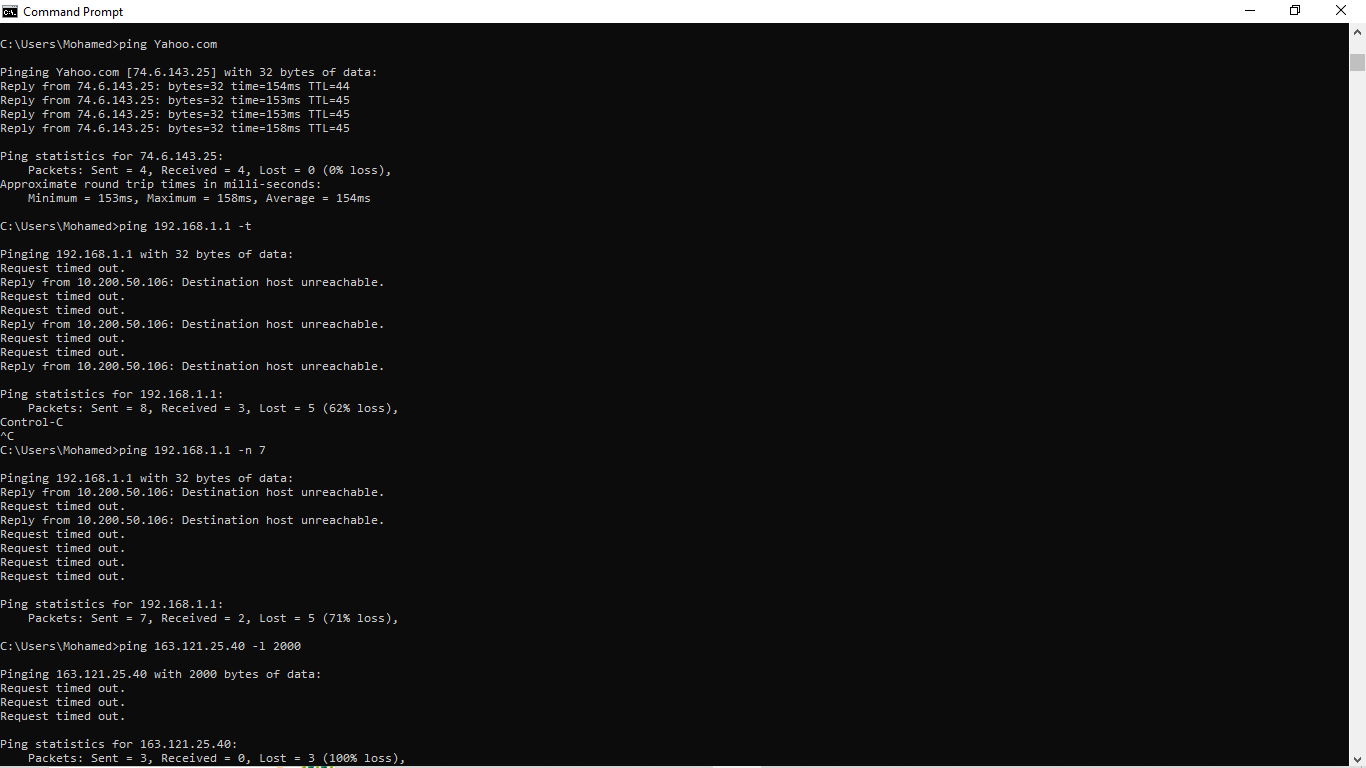 Command Prompt
C:\Users\Mohamed>ping Yahoo.com
Pinging Yahoo.com [74.6.143.25] with 32 bytes of data:
Reply from 74.6.143.25: bytes=32 time=154ms TTL=44
Reply from 74.6.143.25: bytes=32 time=153ms TTL=45
Reply from 74.6.143.25: bytes=32 time=153ms TTL=45
Reply from 74.6.143.25: bytes=32 time=158ms TTL=45
Ping statistics for 74.6.143.25:
    Packets: Sent = 4, Received = 4, Lost = 0 (0% loss),
Approximate round trip times in milli-seconds:
    Minimum = 153ms, Maximum = 158ms, Average = 154ms
C:\Users\Mohamed>ping 192.168.1.1 -t
Pinging 192.168.1.1 with 32 bytes of data:
Request timed out.
Reply from 10.200.50.106: Destination host unreachable.
Request timed out.
Request timed out.
Reply from 10.200.50.106: Destination host unreachable.
Request timed out.
Request timed out.
Reply from 10.200.50.106: Destination host unreachable.
Ping statistics for 192.168.1.1:
    Packets: Sent = 8, Received = 3, Lost = 5 (62% loss),
Control-C
^C
C:\Users\Mohamed>ping 192.168.1.1 -n 7
Pinging 192.168.1.1 with 32 bytes of data:
Reply from 10.200.50.106: Destination host unreachable.
Request timed out.
Reply from 10.200.50.106: Destination host unreachable.
Request timed out.
Request timed out.
Request timed out.
Request timed out.
Ping statistics for 192.168.1.1:
    Packets: Sent = 7, Received = 2, Lost = 5 (71% loss),
C:\Users\Mohamed>ping 163.121.25.40 -l 2000
Pinging 163.121.25.40 with 2000 bytes of data:
Request timed out.
Request timed out.
Request timed out.
Ping statistics for 163.121.25.40:
    Packets: Sent = 3, Received = 0, Lost = 3 (100% loss),